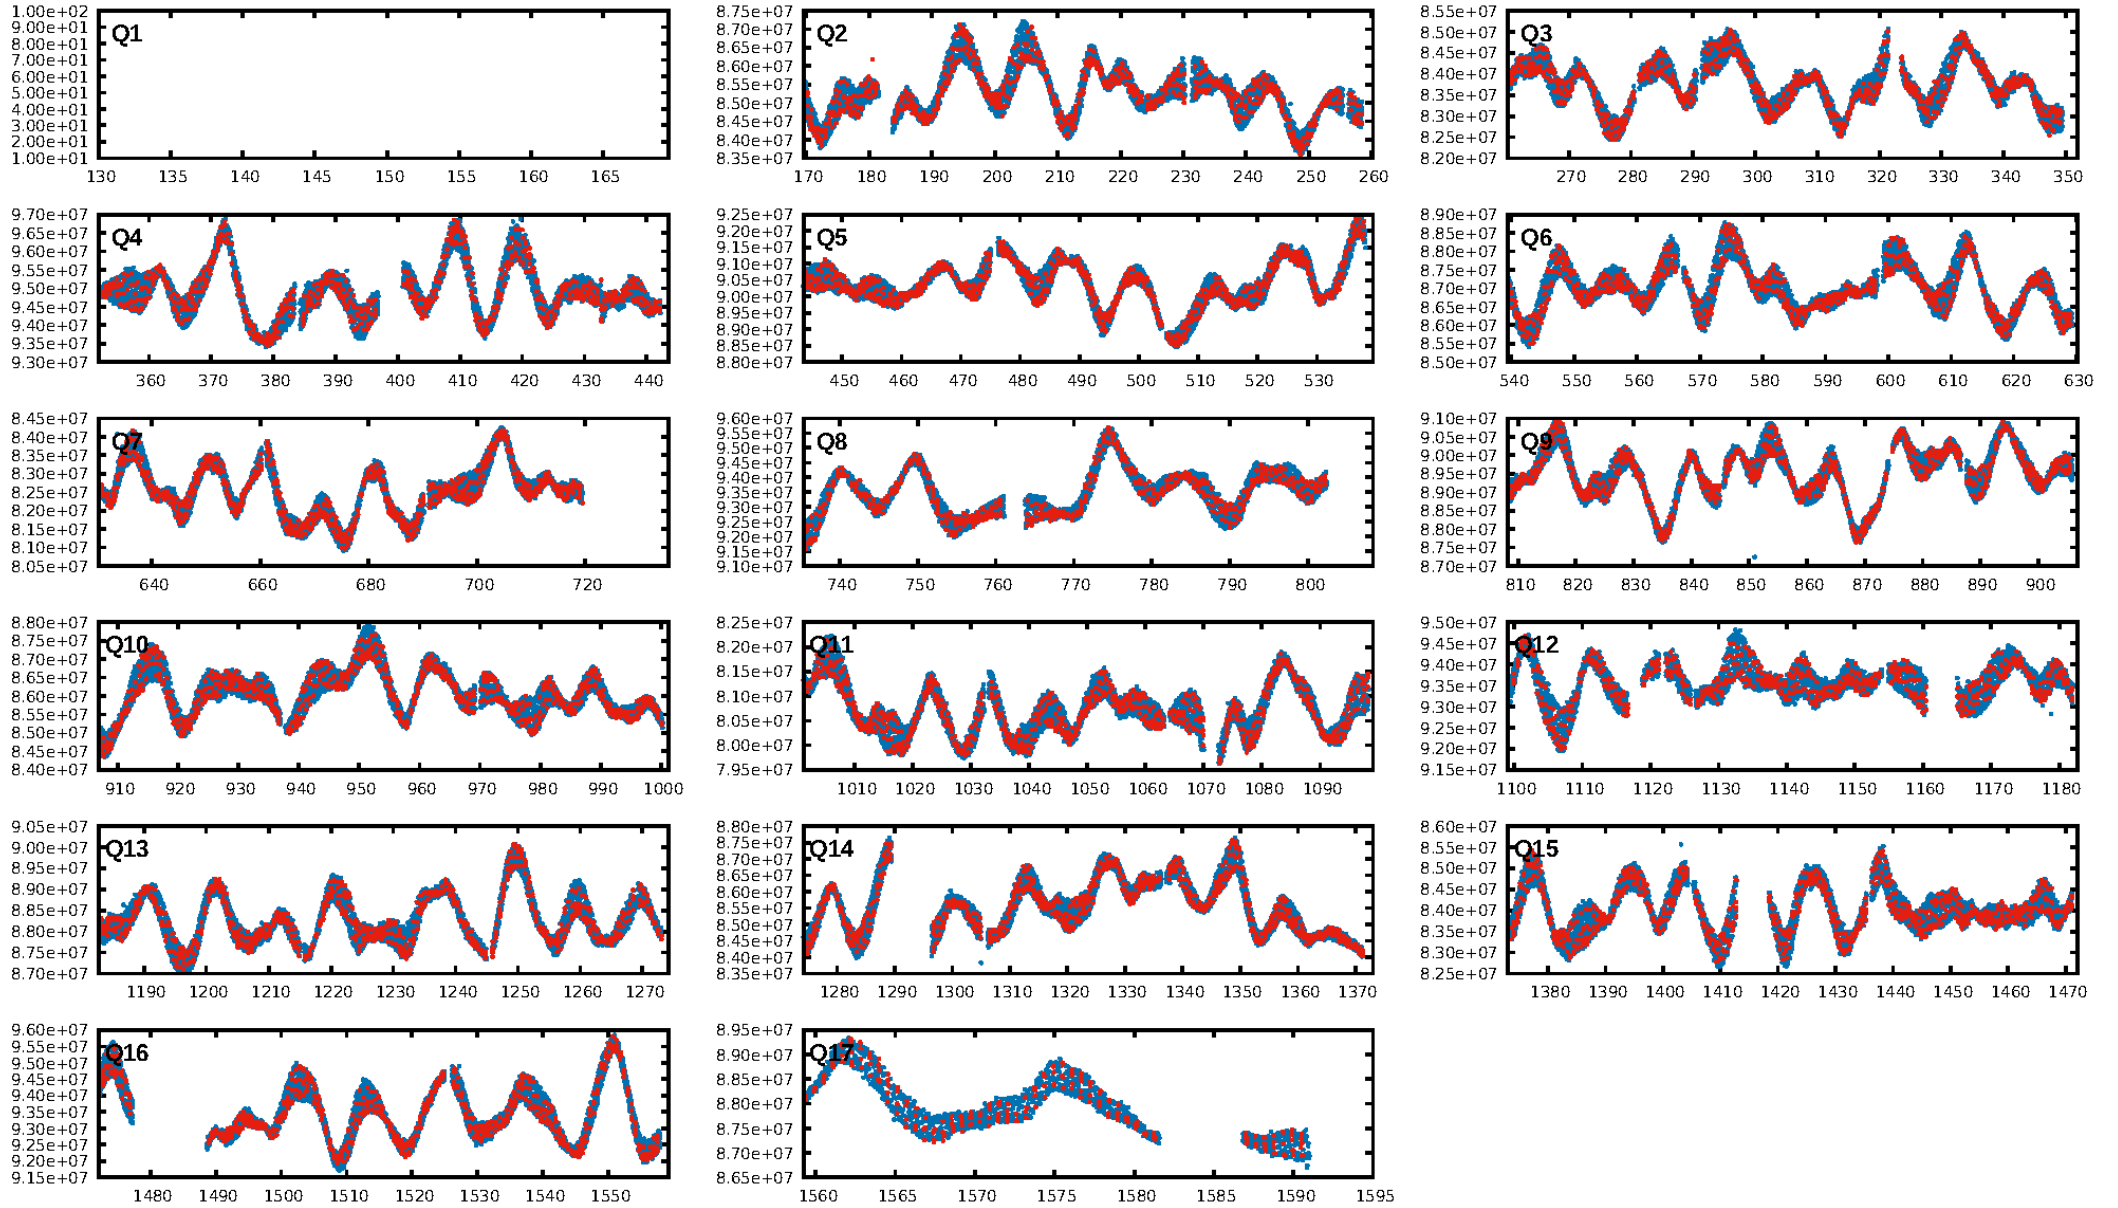 Q1
1.00e+02
9.00e+01
8.00e+01
7.00e+01
6.00e+01
5.00e+01
4.00e+01
3.00e+01
2.00e+01
1.00e+01
130 135 140 145 150 155 160 165
Q2
8.75e+07
8.70e+07
8.65e+07
8.60e+07
8.55e+07
8.50e+07
8.45e+07
8.40e+07
8.35e+07
170 180 190 200 210 220 230 240 250 260
Q3
8.55e+07
8.50e+07
8.45e+07
8.40e+07
8.35e+07
8.30e+07
8.25e+07
8.20e+07
270 280 290 300 310 320 330 340 350
Q4
9.70e+07
9.65e+07
9.60e+07
9.55e+07
9.50e+07
9.45e+07
9.40e+07
9.35e+07
9.30e+07
360 370 380 390 400 410 420 430 440
Q5
9.25e+07
9.20e+07
9.15e+07
9.10e+07
9.05e+07
9.00e+07
8.95e+07
8.90e+07
8.85e+07
8.80e+07
450 460 470 480 490 500 510 520 530
Q6
8.90e+07
8.85e+07
8.80e+07
8.75e+07
8.70e+07
8.65e+07
8.60e+07
8.55e+07
8.50e+07
540 550 560 570 580 590 600 610 620 630
Q7
8.45e+07
8.40e+07
8.35e+07
8.30e+07
8.25e+07
8.20e+07
8.15e+07
8.10e+07
8.05e+07
640 660 680 700 720
Q8
9.60e+07
9.55e+07
9.50e+07
9.45e+07
9.40e+07
9.35e+07
9.30e+07
9.25e+07
9.20e+07
9.15e+07
9.10e+07
740 750 760 770 780 790 800
Q9
9.10e+07
9.05e+07
9.00e+07
8.95e+07
8.90e+07
8.85e+07
8.80e+07
8.75e+07
8.70e+07
810 820 830 840 850 860 870 880 890 900
Q10
8.80e+07
8.75e+07
8.70e+07
8.65e+07
8.60e+07
8.55e+07
8.50e+07
8.45e+07
8.40e+07
910 920 930 940 950 960 970 980 990 1000
Q11
8.25e+07
8.20e+07
8.15e+07
8.10e+07
8.05e+07
8.00e+07
7.95e+07
1010 1020 1030 1040 1050 1060 1070 1080 1090
Q12
9.50e+07
9.45e+07
9.40e+07
9.35e+07
9.30e+07
9.25e+07
9.20e+07
9.15e+07
1100 1110 1120 1130 1140 1150 1160 1170 1180
Q13
9.05e+07
9.00e+07
8.95e+07
8.90e+07
8.85e+07
8.80e+07
8.75e+07
8.70e+07
1190 1200 1210 1220 1230 1240 1250 1260 1270
Q14
8.80e+07
8.75e+07
8.70e+07
8.65e+07
8.60e+07
8.55e+07
8.50e+07
8.45e+07
8.40e+07
8.35e+07
1280 1290 1300 1310 1320 1330 1340 1350 1360 1370
Q15
8.60e+07
8.55e+07
8.50e+07
8.45e+07
8.40e+07
8.35e+07
8.30e+07
8.25e+07
1380 1390 1400 1410 1420 1430 1440 1450 1460 1470
Q16
9.60e+07
9.55e+07
9.50e+07
9.45e+07
9.40e+07
9.35e+07
9.30e+07
9.25e+07
9.20e+07
9.15e+07
1480 1490 1500 1510 1520 1530 1540 1550
Q17
8.95e+07
8.90e+07
8.85e+07
8.80e+07
8.75e+07
8.70e+07
8.65e+07
1560 1565 1570 1575 1580 1585 1590 1595